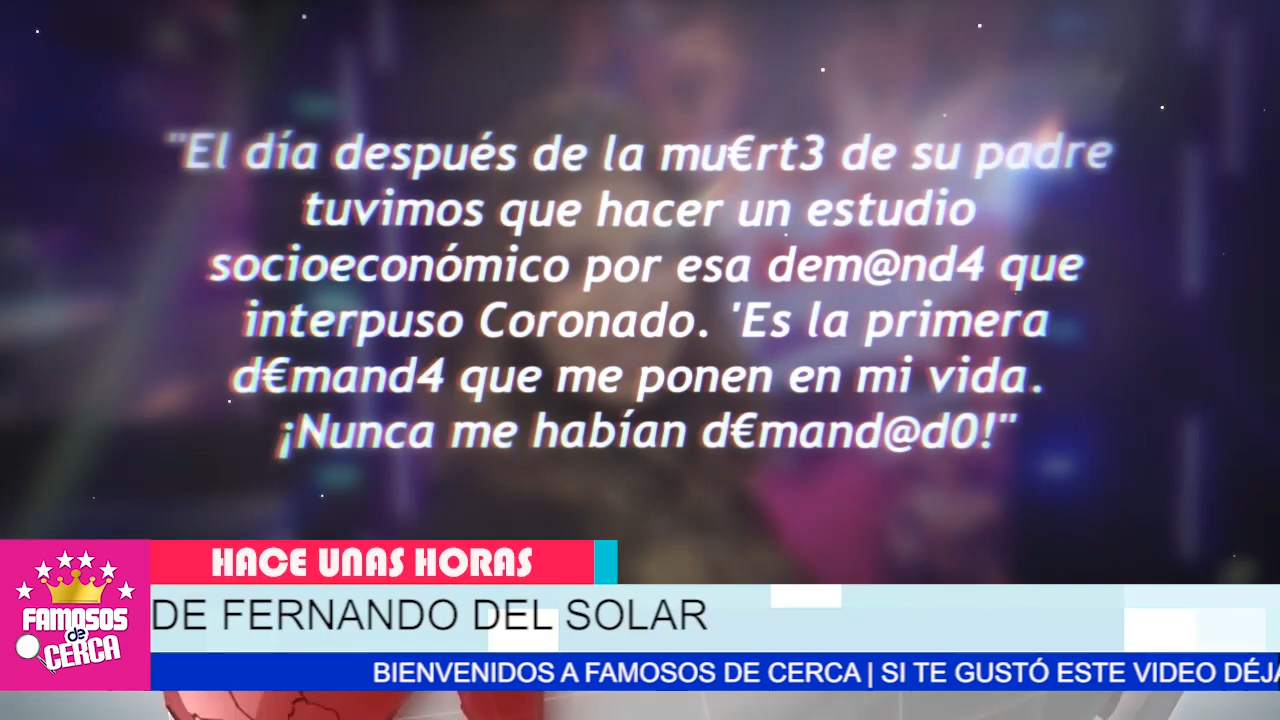 "El día después de la mu€rt3 de su padre
tuvimos que hacer un estudio
socioeconómico por esa dem@nd4 que
interpuso Coronado. 'Es la primera
d€mand4 que me ponen en mi vida.
¡Nunca me habían d€mand@d0!"
HACE UNAS HORAS
DE FERNANDO DEL SOLAR
FAMOSOS
de
CERCA
BIENVENIDOS A FAMOSOS DE CERCA | SI TE GUSTÓ ESTE VIDEO DÉJA